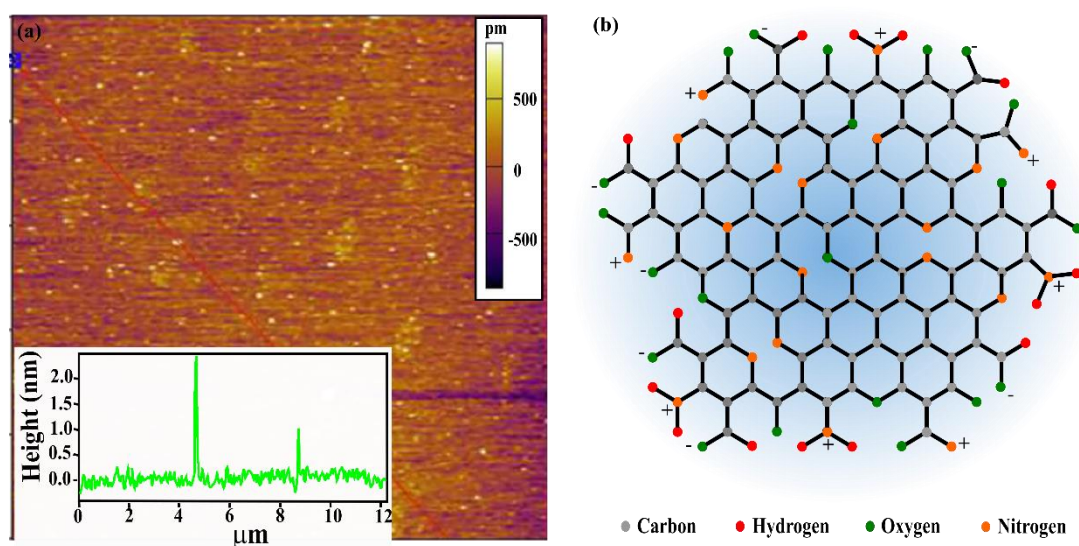 (a)
pm
500
0
-500
Height (nm)
2.0
1.5
1.0
0.5
0.0
0 2 4 6 8 10 12
μm
(b)
- + -
+
+
-
+ -
+
-
-
+
- + +
Carbon Hydrogen Oxygen Nitrogen